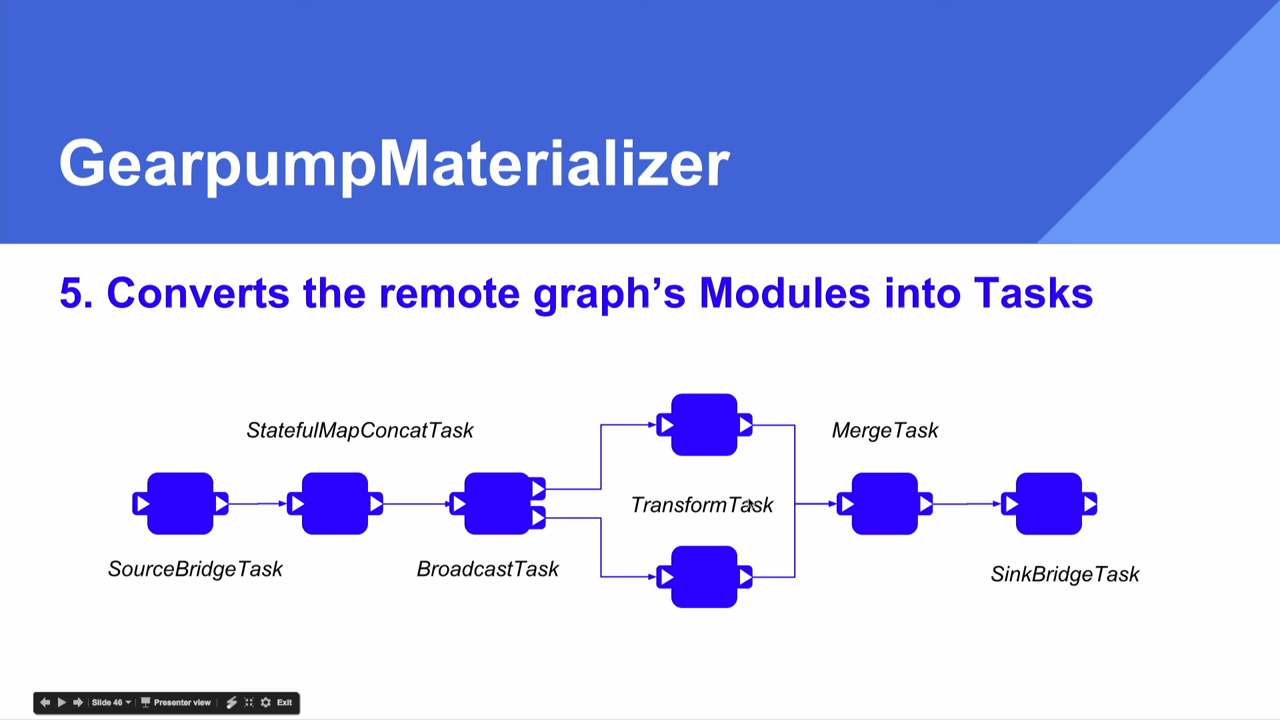 GearpumpMaterializer
5. Converts the remote graph's Modules into Tasks
StatefulMapConcatTask
MergeTask
TransformTask
SourceBridgeTask
BroadcastTask
SinkBridgeTask
Slide 46
Presenter view
Exit